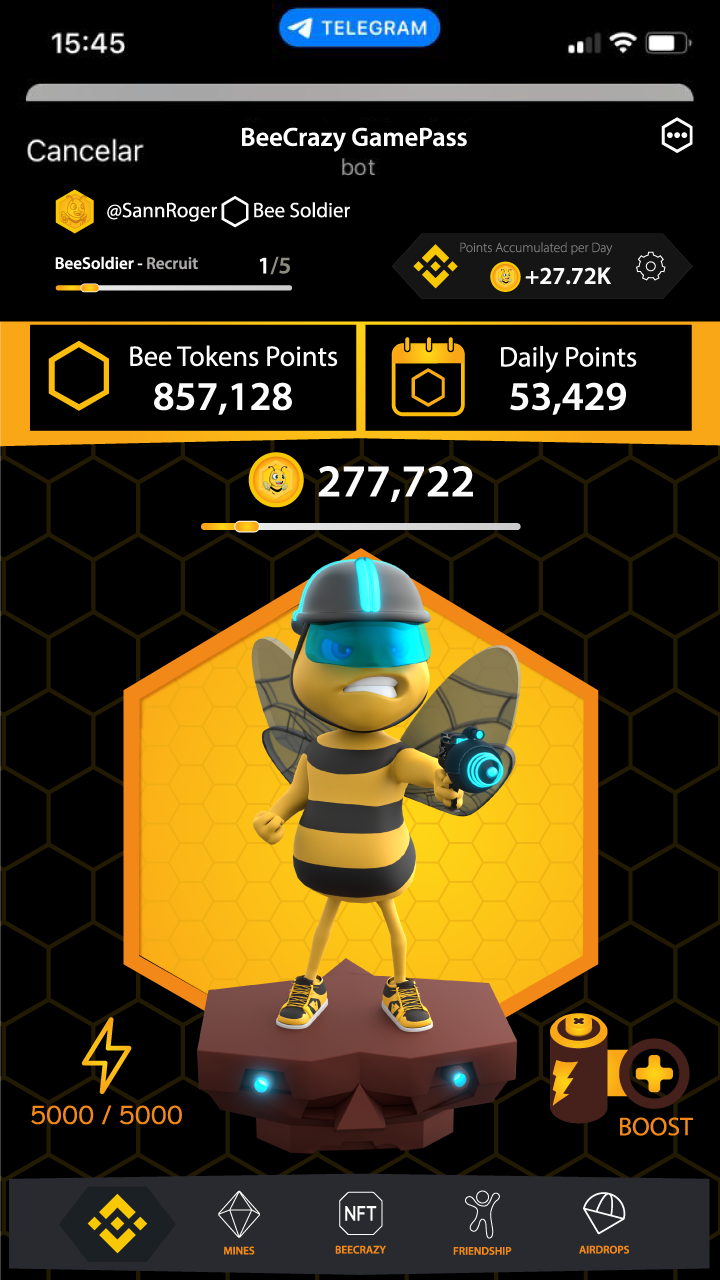 15:45
TELEGRAM
Cancelar
BeeCrazy GamePass
bot
@SannRoger Bee Soldier
BeeSoldier - Recruit 1/5
Points Accumulated per Day
+27.72K
Bee Tokens Points
857,128
Daily Points
53,429
277,722
5000 / 5000
BOOST
MINES
NFT
BEECRAZY
FRIENDSHIP
AIRDROPS